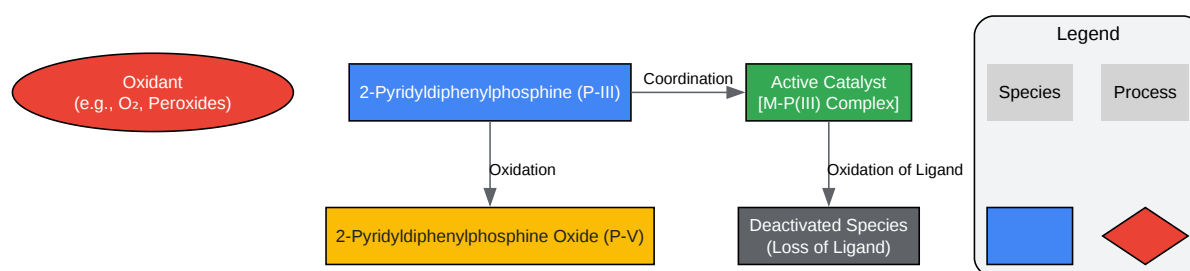 Oxidant
(e.g., O₂, Peroxides)
2-Pyridyldiphenylphosphine (P-III)
Coordination
Active Catalyst
[M-P(III) Complex]
Oxidation
Oxidation of Ligand
2-Pyridyldiphenylphosphine Oxide (P-V)
Deactivated Species
(Loss of Ligand)
Legend
Species
Process